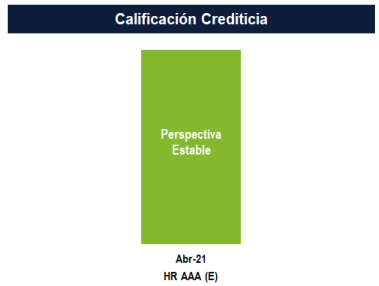 Calificación Crediticia
Perspectiva
Estable
Abr-21
HR AAA (E)